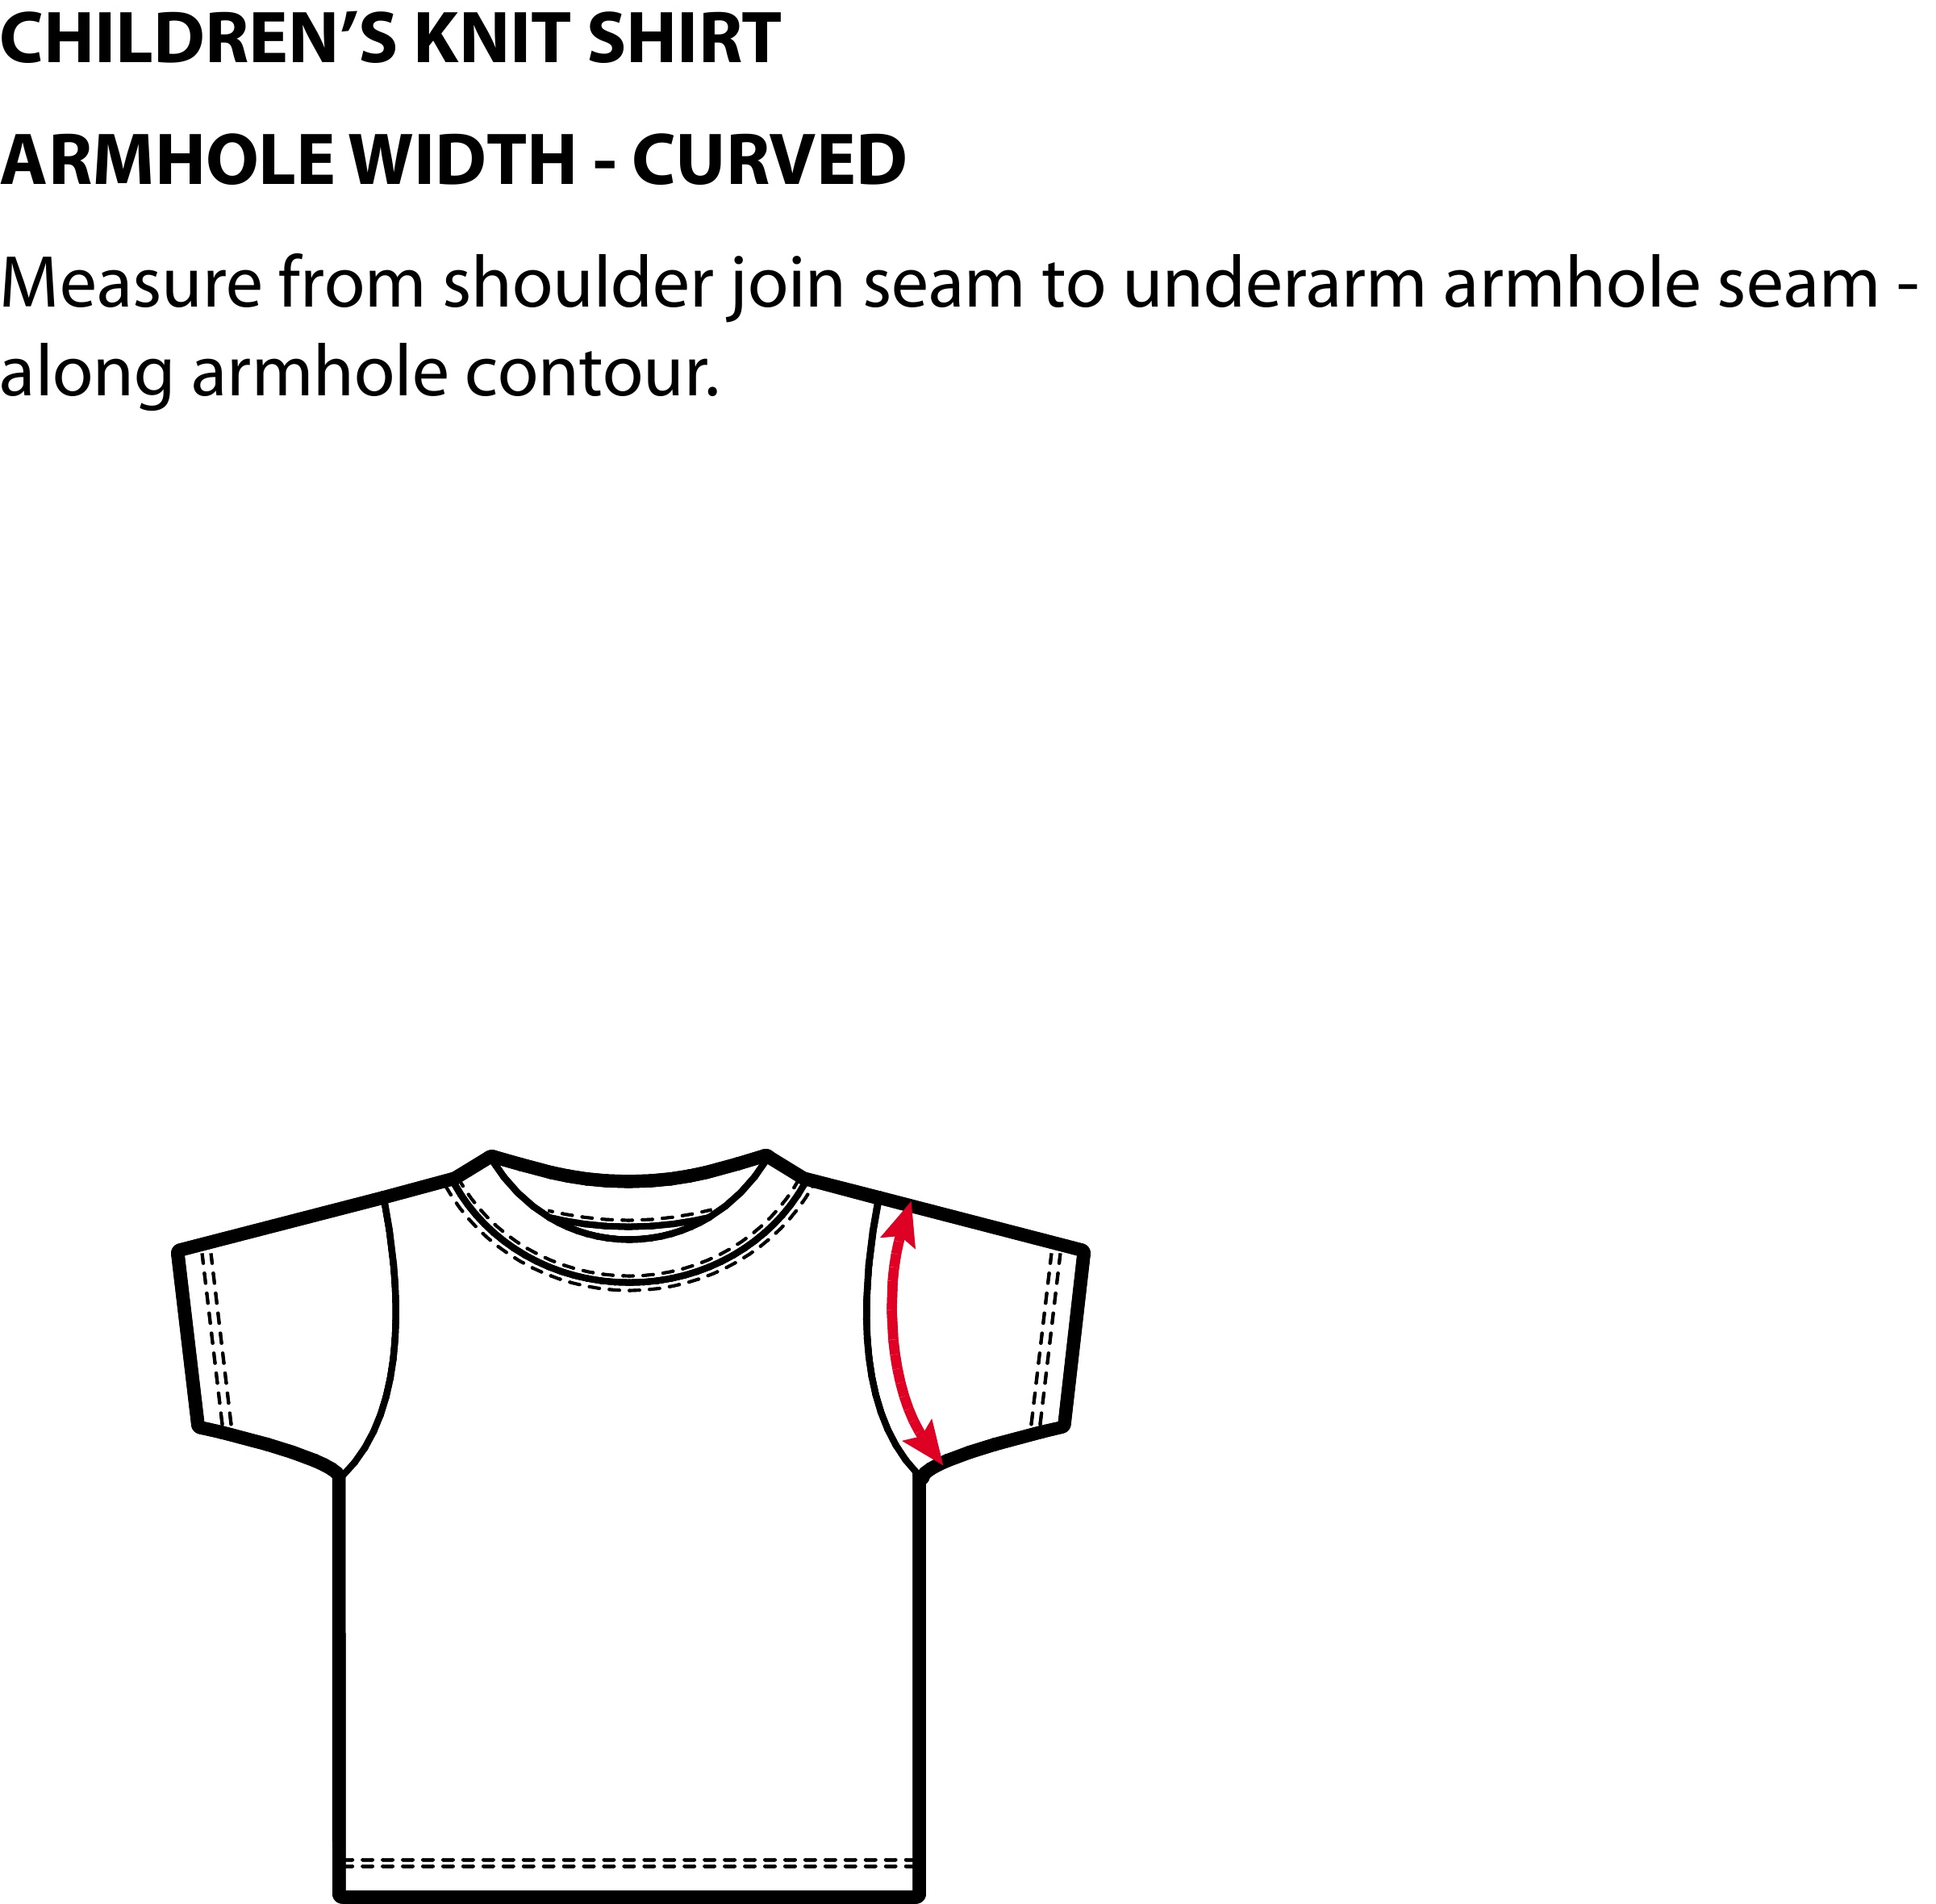 CHILDREN’S KNIT SHIRT
ARMHOLE WIDTH - CURVED
Measure from shoulder join seam to underarm armhole seam -
along armhole contour.